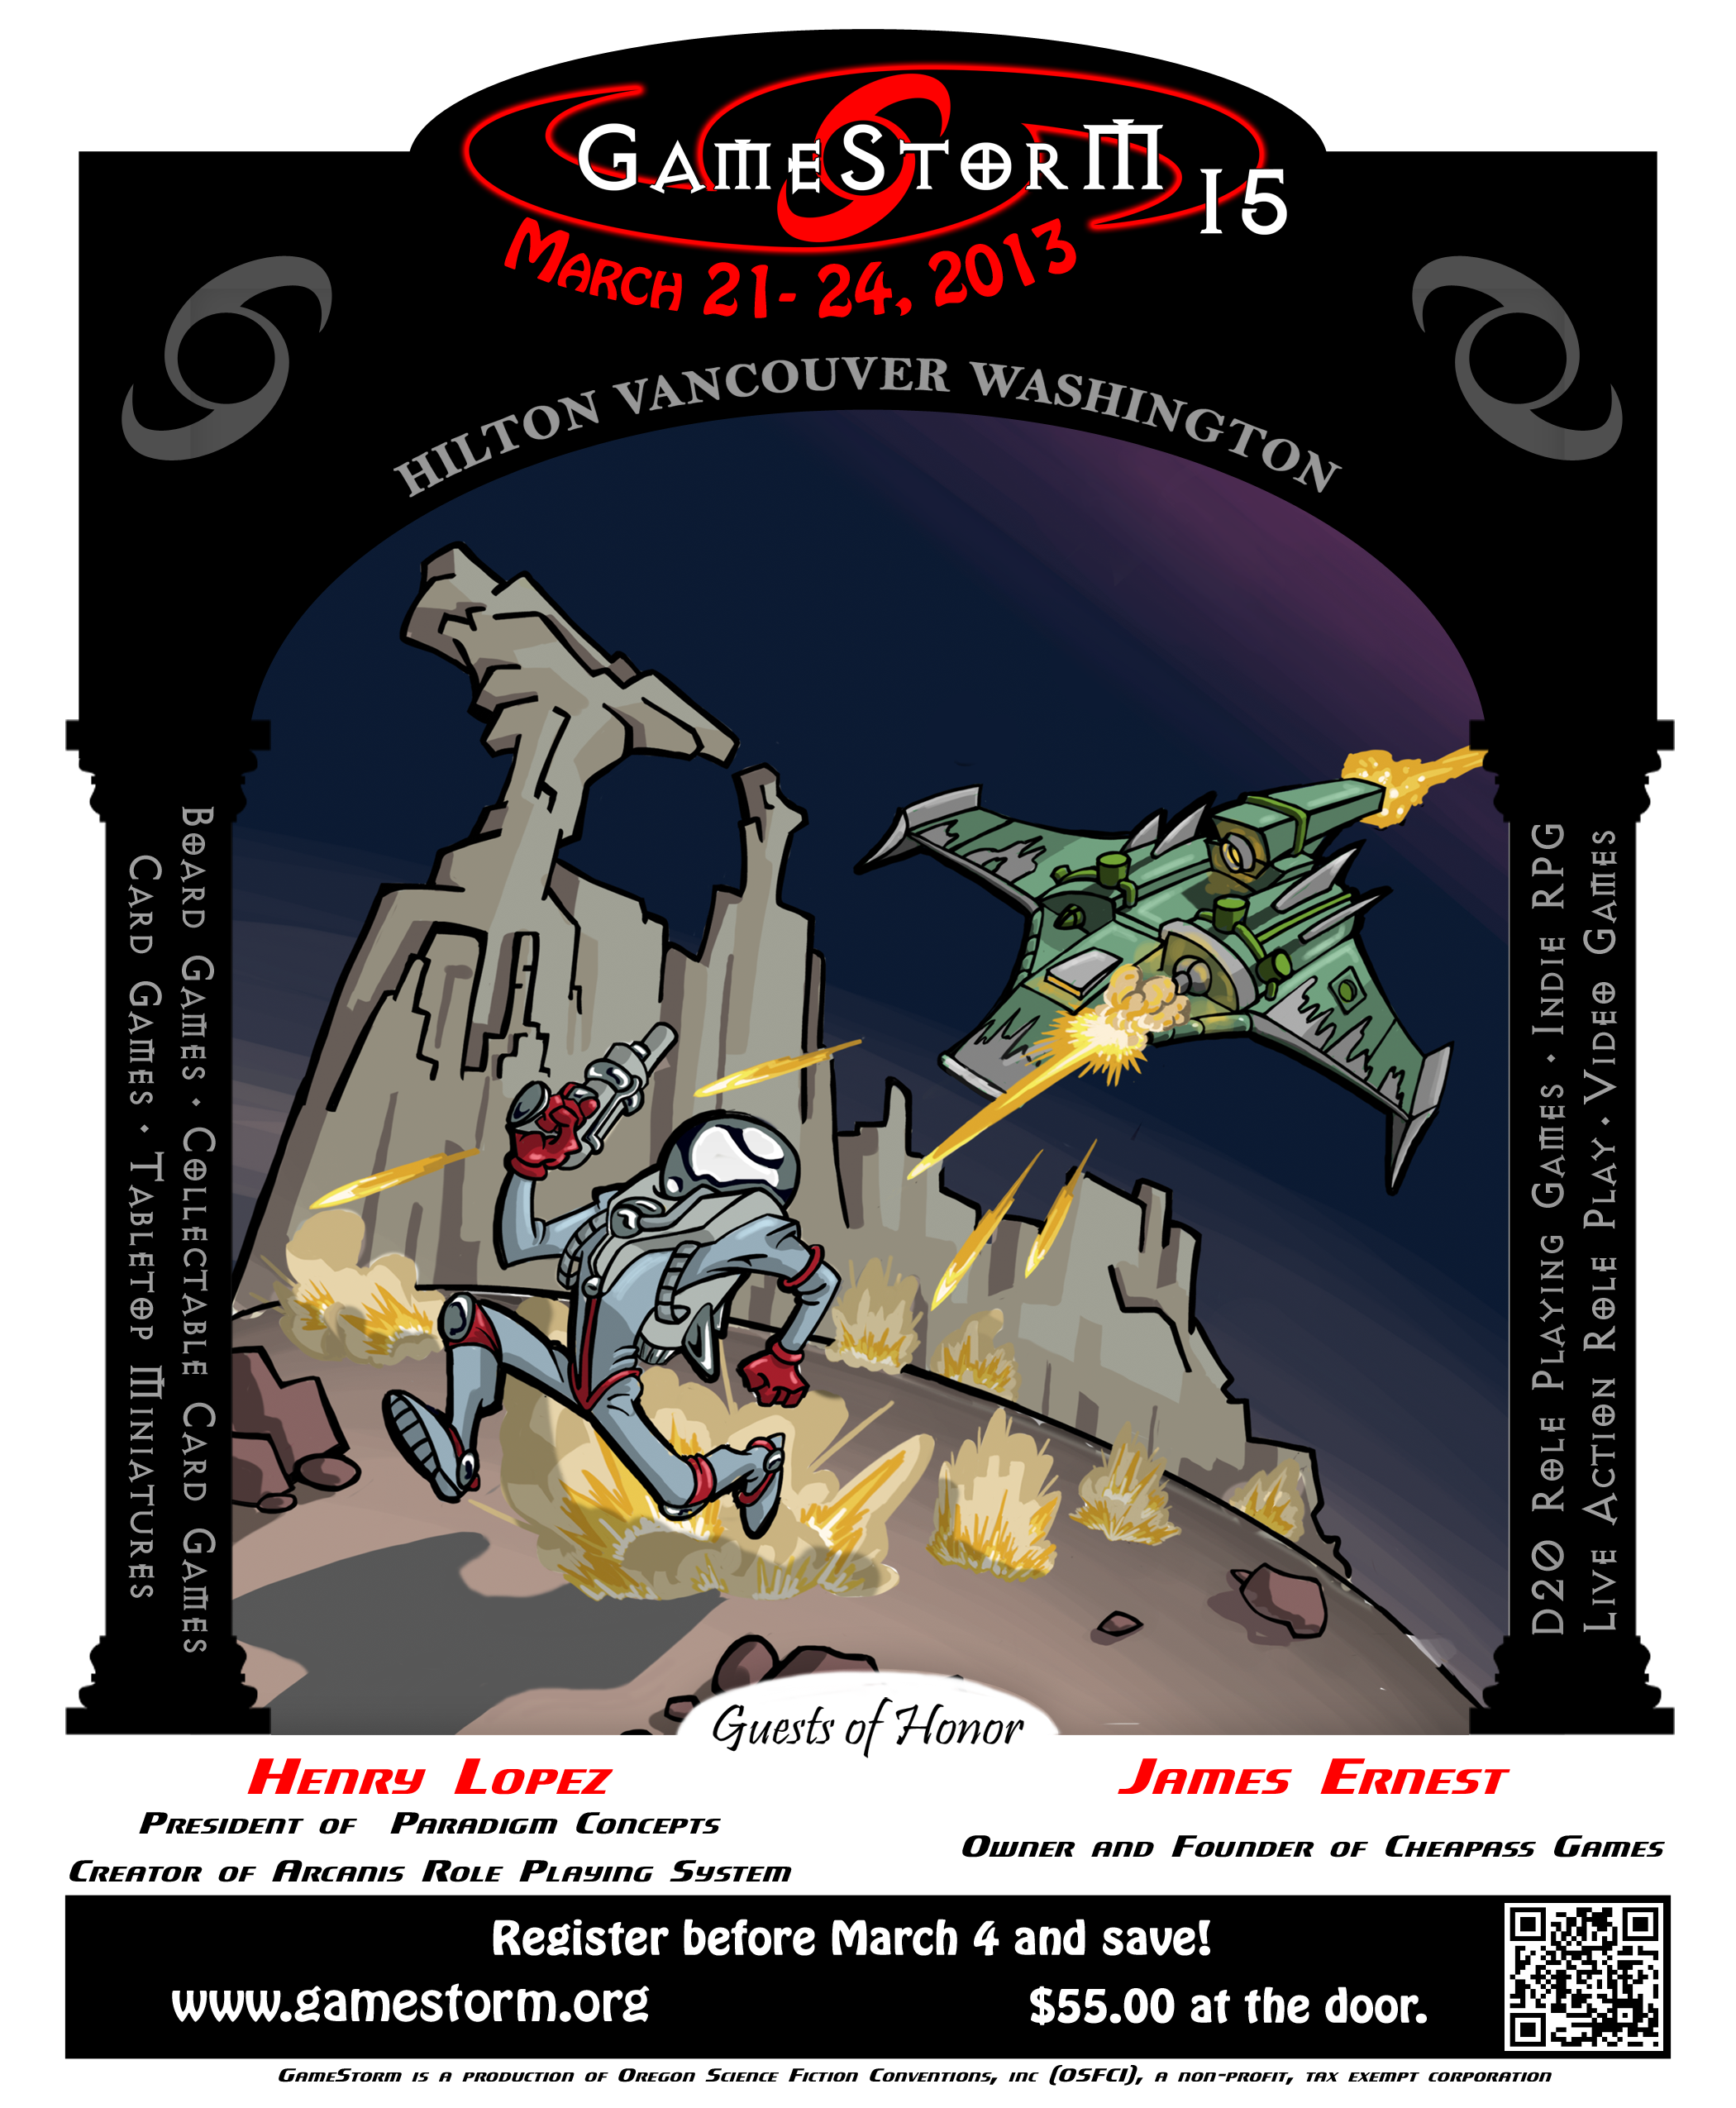 GameStorm 15
March 21- 24, 2013
HILTON VANCOUVER WASHINGTON
Board Games · Collectable Card Games
Card Games · Tabletop Miniatures
D20 Role Playing Games · Indie RPG
Live Action Role Play · Video Games
Guests of Honor
Henry Lopez
President of Paradigm Concepts
Creator of Arcanis Role Playing System
James Ernest
Owner and Founder of Cheapass Games
Register before March 4 and save!
www.gamestorm.org
$55.00 at the door.
GameStorm is a production of Oregon Science Fiction Conventions, inc (OSFCI), a non-profit, tax exempt corporation